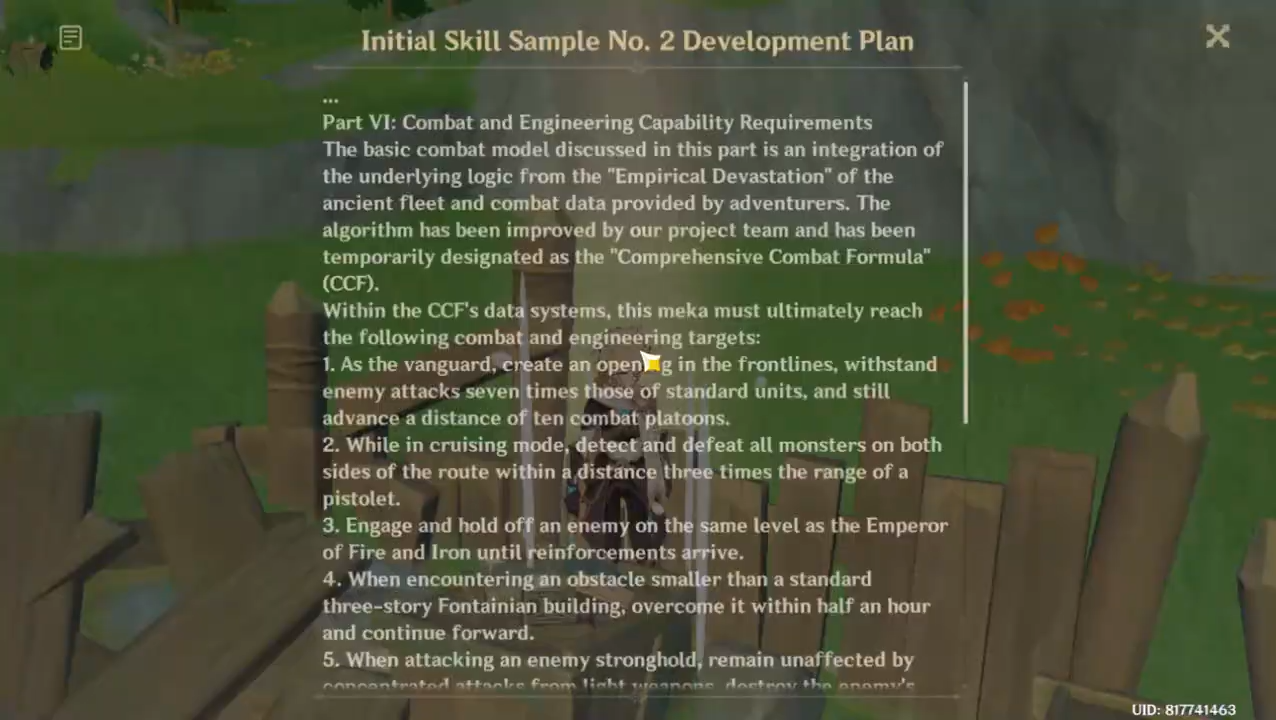 Initial Skill Sample No. 2 Development Plan
...
Part VI: Combat and Engineering Capability Requirements
The basic combat model discussed in this part is an integration of
the underlying logic from the "Empirical Devastation" of the
ancient fleet and combat data provided by adventurers. The
algorithm has been improved by our project team and has been
temporarily designated as the "Comprehensive Combat Formula"
(CCF).
Within the CCF's data systems, this meka must ultimately reach
the following combat and engineering targets:
1. As the vanguard, create an opening in the frontlines, withstand
enemy attacks seven times those of standard units, and still
advance a distance of ten combat platoons.
2. While in cruising mode, detect and defeat all monsters on both
sides of the route within a distance three times the range of a
pistolet.
3. Engage and hold off an enemy on the same level as the Emperor
of Fire and Iron until reinforcements arrive.
4. When encountering an obstacle smaller than a standard
three-story Fontainian building, overcome it within half an hour
and continue forward.
5. When attacking an enemy stronghold, remain unaffected by
concentrated attacks from light weapons, destroy the enemy's
UID: 817741463